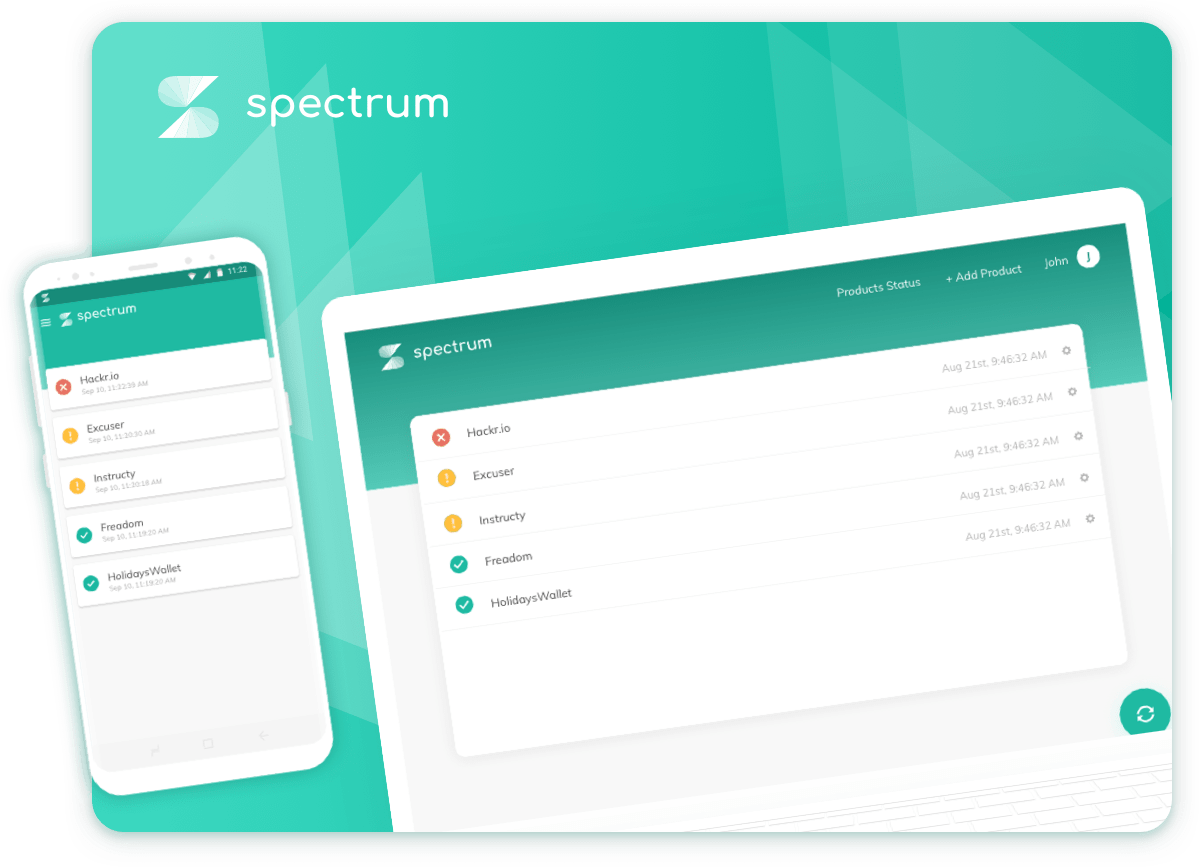 spectrum
11:22
spectrum
Hackr.io
Sep 10, 11:22:39 AM
Excuser
Sep 10, 11:20:20 AM
Instructy
Sep 10, 11:20:18 AM
Freadom
Sep 10, 11:19:20 AM
HolidaysWallet
Sep 10, 11:19:20 AM
spectrum
Products Status
+ Add Product
John
J
Hackr.io
Aug 21st, 9:46:32 AM
Excuser
Aug 21st, 9:46:32 AM
Instructy
Aug 21st, 9:46:32 AM
Freadom
Aug 21st, 9:46:32 AM
HolidaysWallet
Aug 21st, 9:46:32 AM